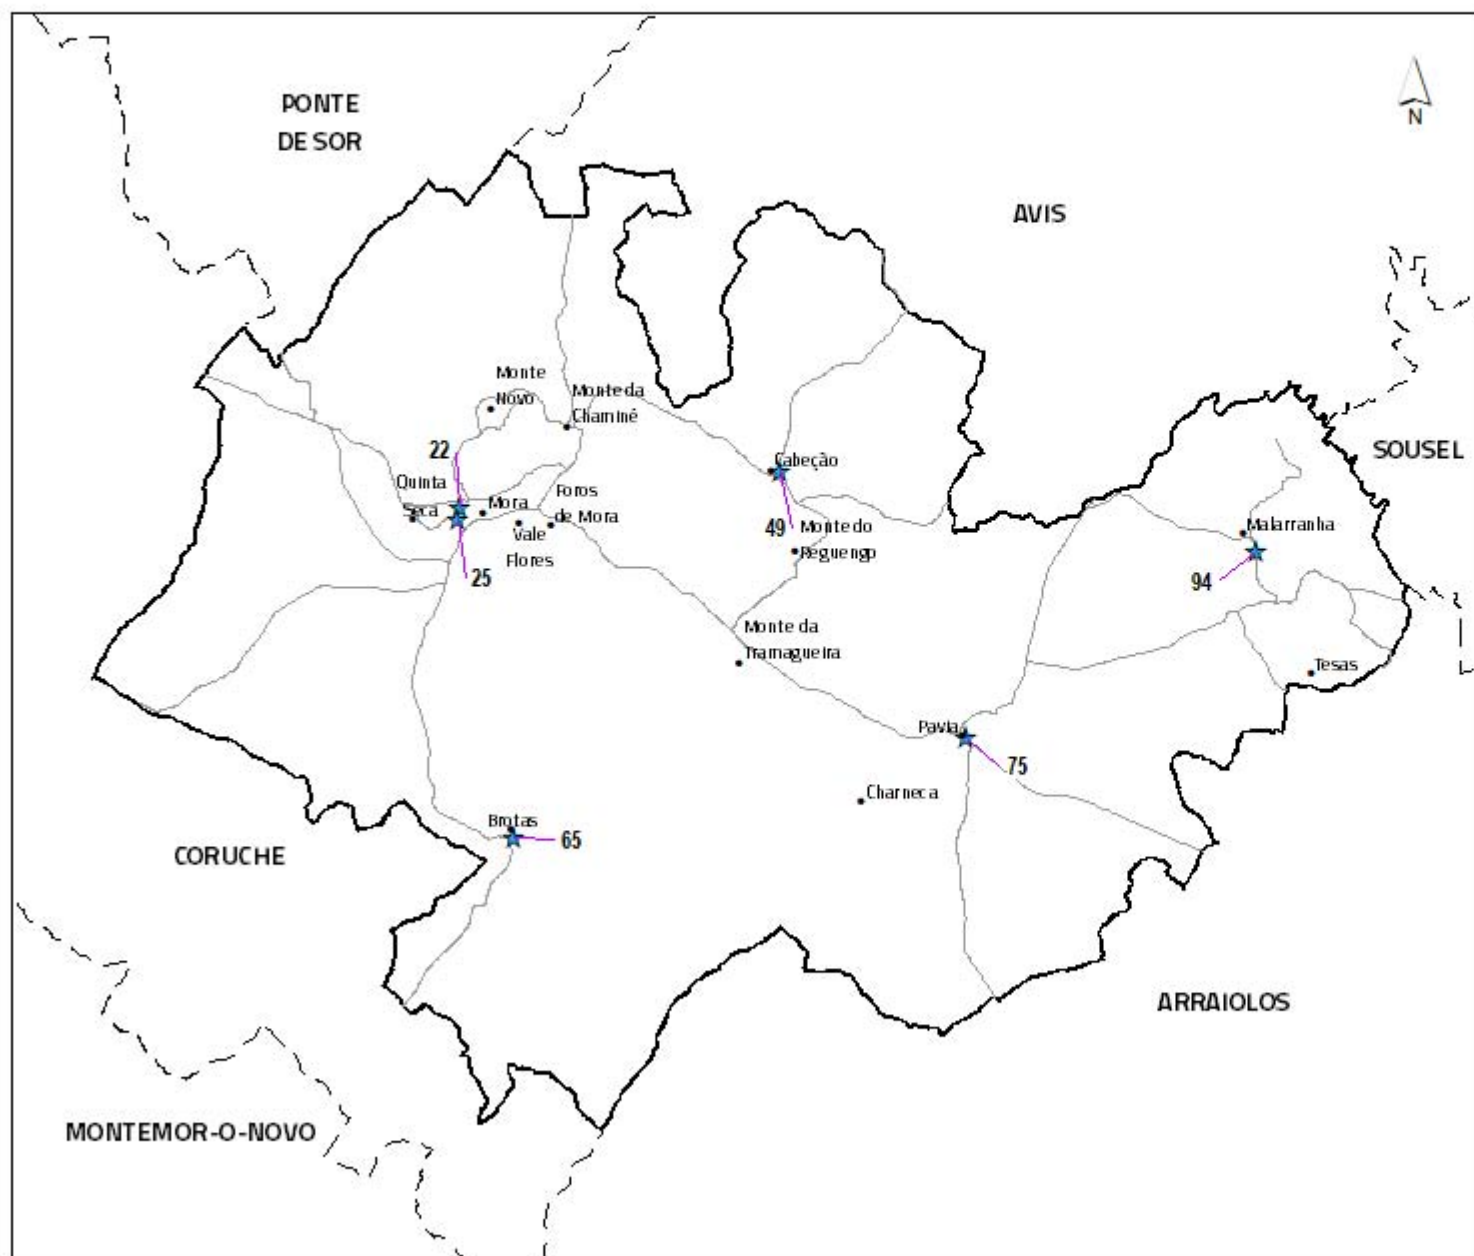 PONTE
DE SOR
N
AVIS
SOUSEL
Monte
Novo
Monte da
Chaminé
22
Quinta
Seca
Mora
Foros
de Mora
Vale
Flores
25
Cabeção
49
Monte do
Reguengo
Malarranha
94
Monte da
Tramagueira
Tesas
Pavia
75
Charneca
Brotas
65
CORUCHE
ARRAIOLOS
MONTEMOR-O-NOVO